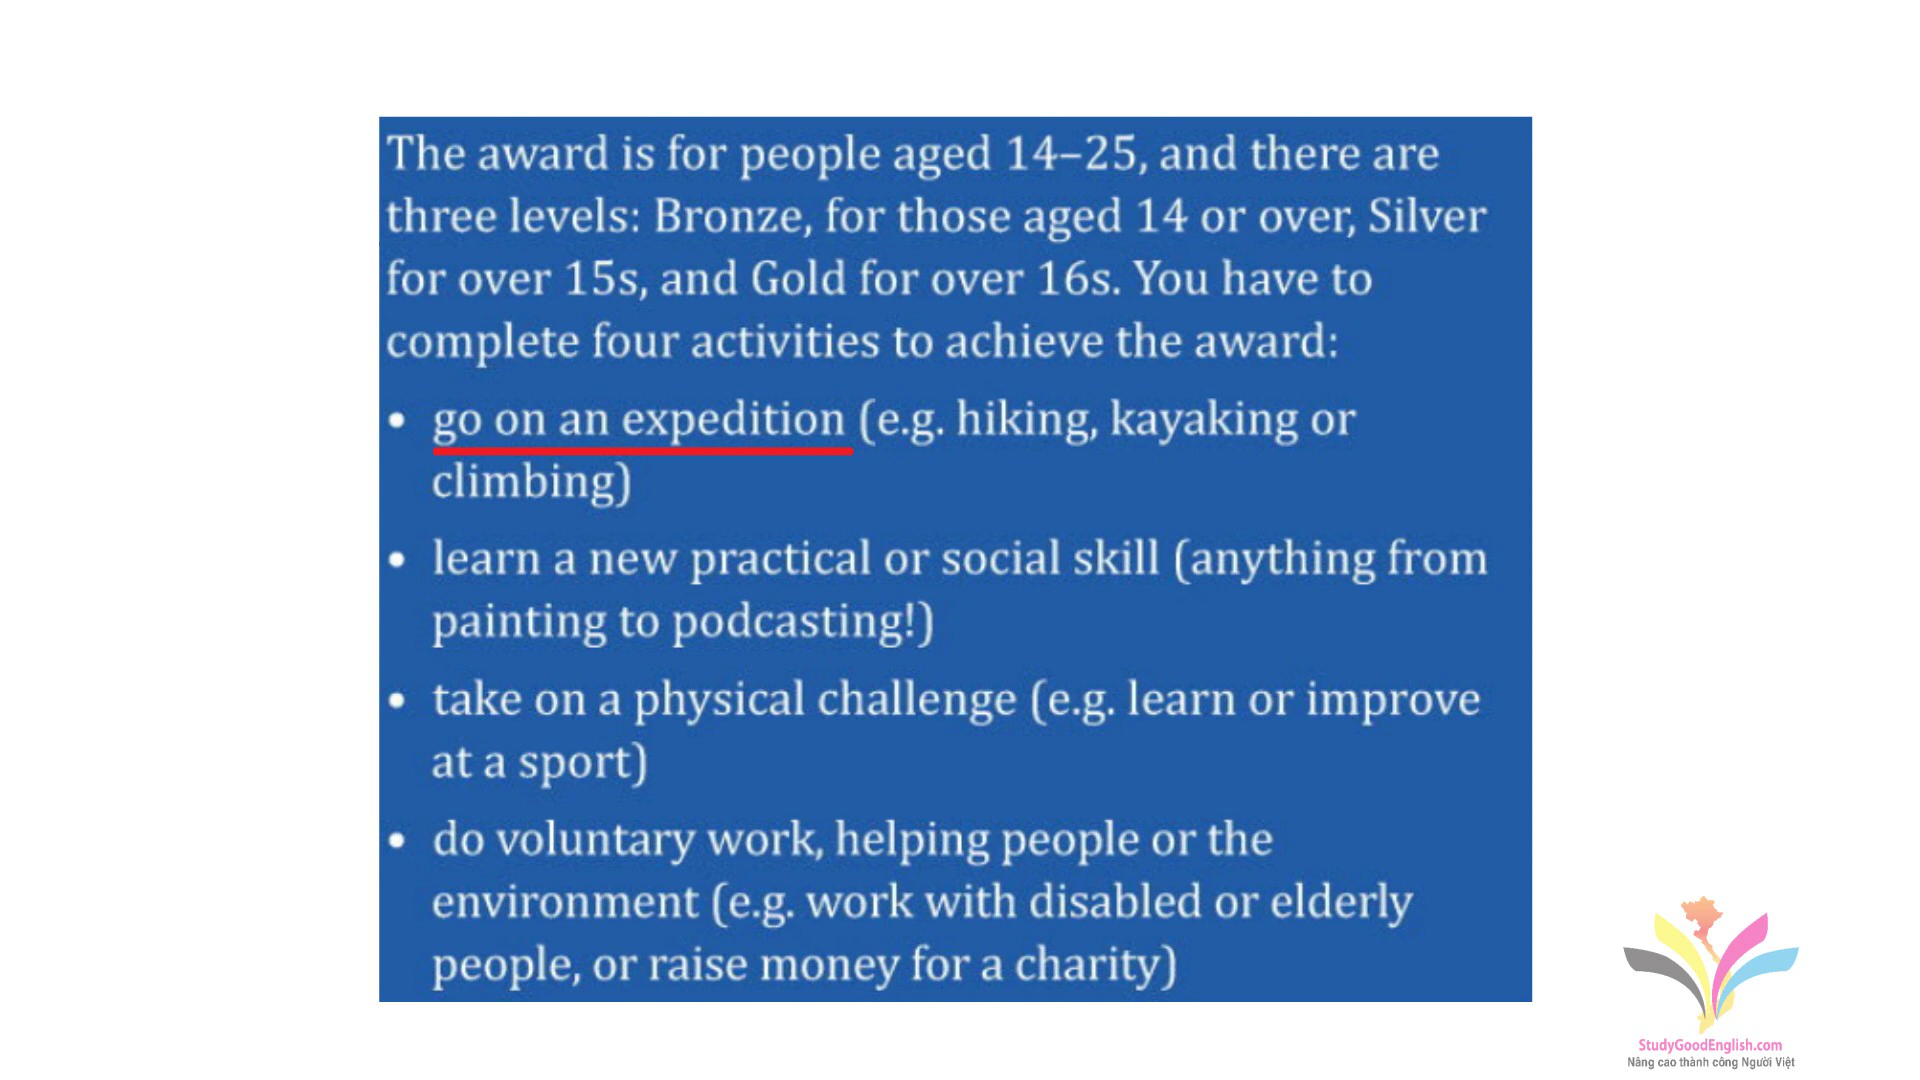 The award is for people aged 14–25, and there are
three levels: Bronze, for those aged 14 or over, Silver
for over 15s, and Gold for over 16s. You have to
complete four activities to achieve the award:
• go on an expedition (e.g. hiking, kayaking or
climbing)
• learn a new practical or social skill (anything from
painting to podcasting!)
• take on a physical challenge (e.g. learn or improve
at a sport)
• do voluntary work, helping people or the
environment (e.g. work with disabled or elderly
people, or raise money for a charity)
StudyGoodEnglish.com
Nâng cao thành công Người Việt